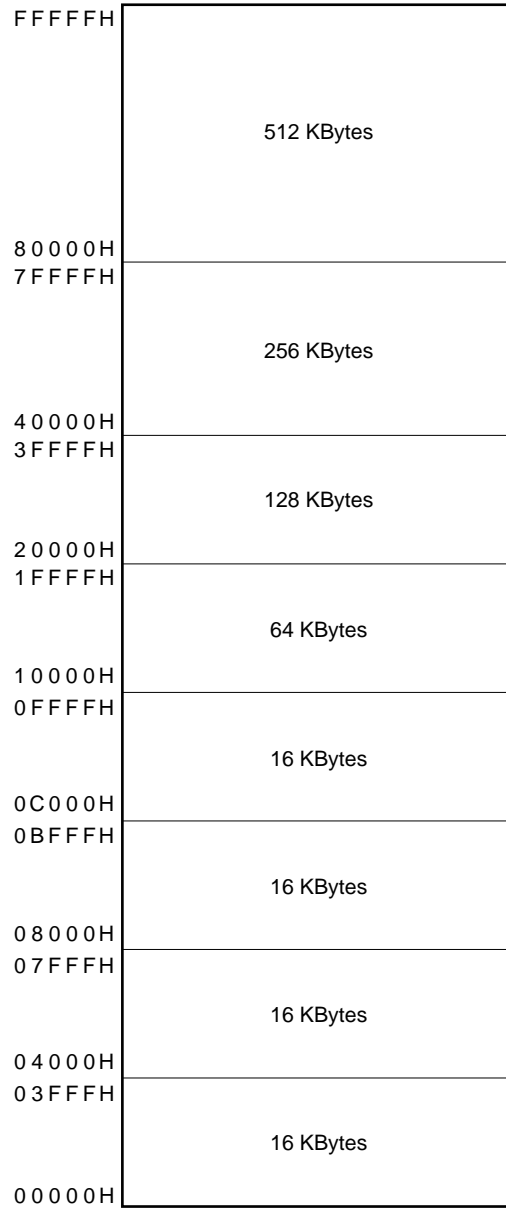 FFFFFH
512 KBytes
80000H
7FFFFH
256 KBytes
40000H
3FFFFH
128 KBytes
20000H
1FFFFH
64 KBytes
10000H
0FFFFH
16 KBytes
0C000H
0BFFFH
16 KBytes
08000H
07FFFH
16 KBytes
04000H
03FFFH
16 KBytes
00000H